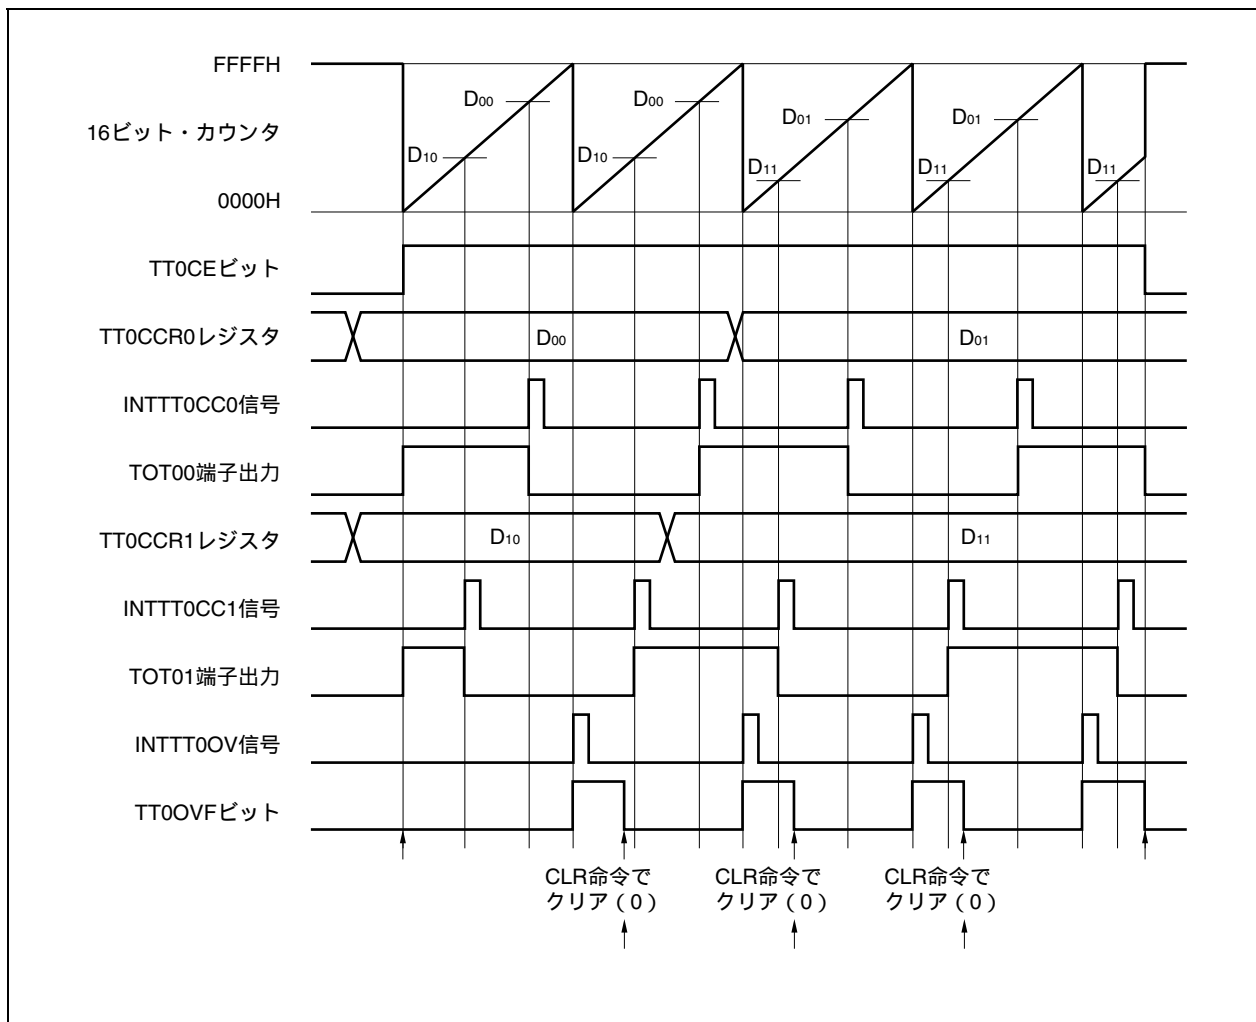 FFFFH
D00
D00
D01
D01
16ビット・カウンタ
D10
D10
D11
D11
D11
0000H
TT0CEビット
TT0CCR0レジスタ
D00
D01
INTTT0CC0信号
TOT00端子出力
TT0CCR1レジスタ
D10
D11
INTTT0CC1信号
TOT01端子出力
INTTT0OV信号
TT0OVFビット
CLR命令で
クリア（0）
CLR命令で
クリア（0）
CLR命令で
クリア（0）